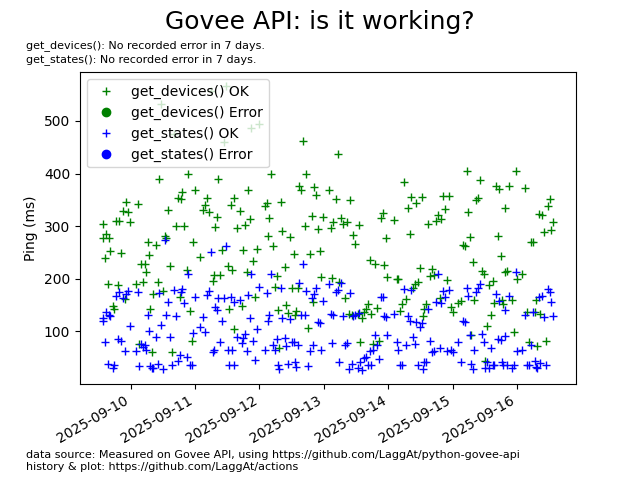 Govee API: is it working?
get_devices(): No recorded error in 7 days.
get_states(): No recorded error in 7 days.
get_devices() OK
get_devices() Error
get_states() OK
get_states() Error
Ping (ms)
500
400
300
200
100
2025-09-10
2025-09-11
2025-09-12
2025-09-13
2025-09-14
2025-09-15
2025-09-16
data source: Measured on Govee API, using https://github.com/LaggAt/python-govee-api
history & plot: https://github.com/LaggAt/actions